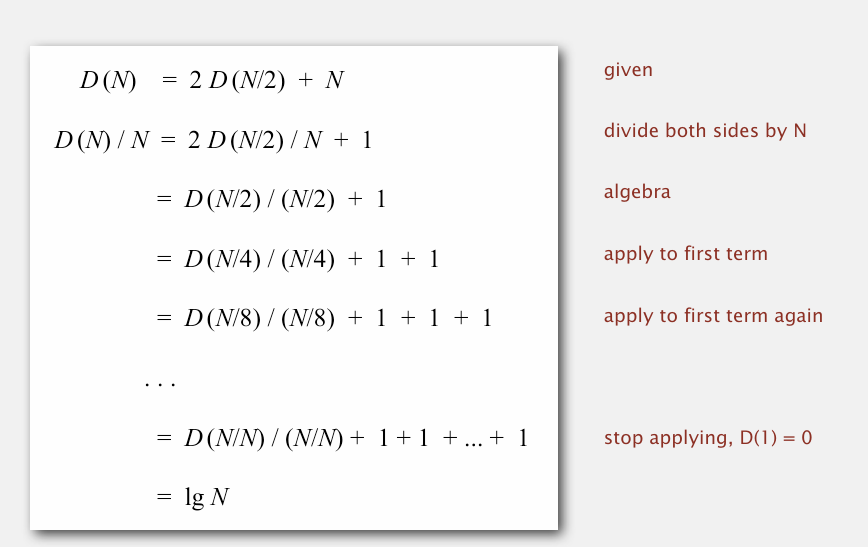 D(N) = 2 D(N/2) + N given
D(N) / N = 2 D(N/2) / N + 1 divide both sides by N
= D(N/2) / (N/2) + 1 algebra
= D(N/4) / (N/4) + 1 + 1 apply to first term
= D(N/8) / (N/8) + 1 + 1 + 1 apply to first term again
. . .
= D(N/N) / (N/N) + 1 + 1 + ... + 1 stop applying, D(1) = 0
= lg N